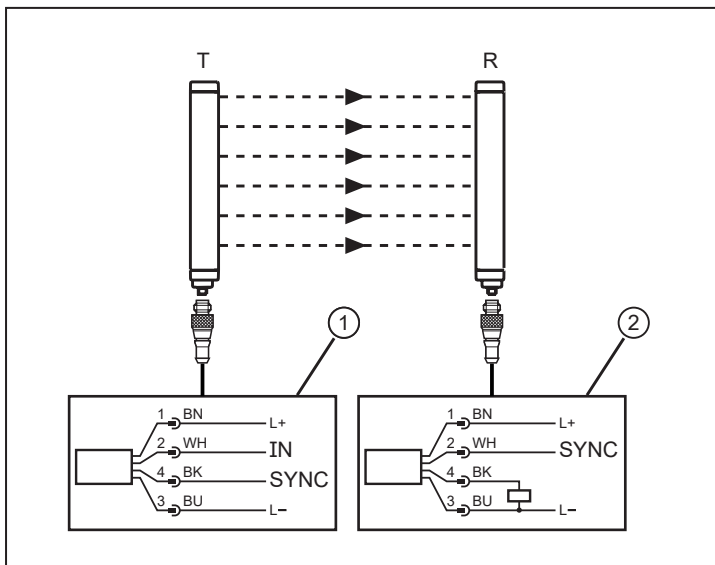 T R
1 2
1 BN L+ 1 BN L+
2 WH IN 2 WH SYNC
4 BK SYNC 4 BK
3 BU L− 3 BU L−